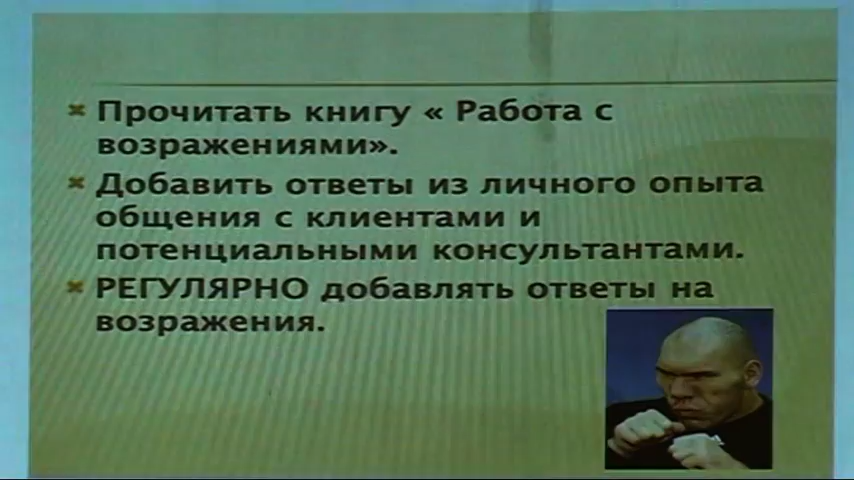 Прочитать книгу « Работа с
возражениями».
Добавить ответы из личного опыта
общения с клиентами и
потенциальными консультантами.
РЕГУЛЯРНО добавлять ответы на
возражения.